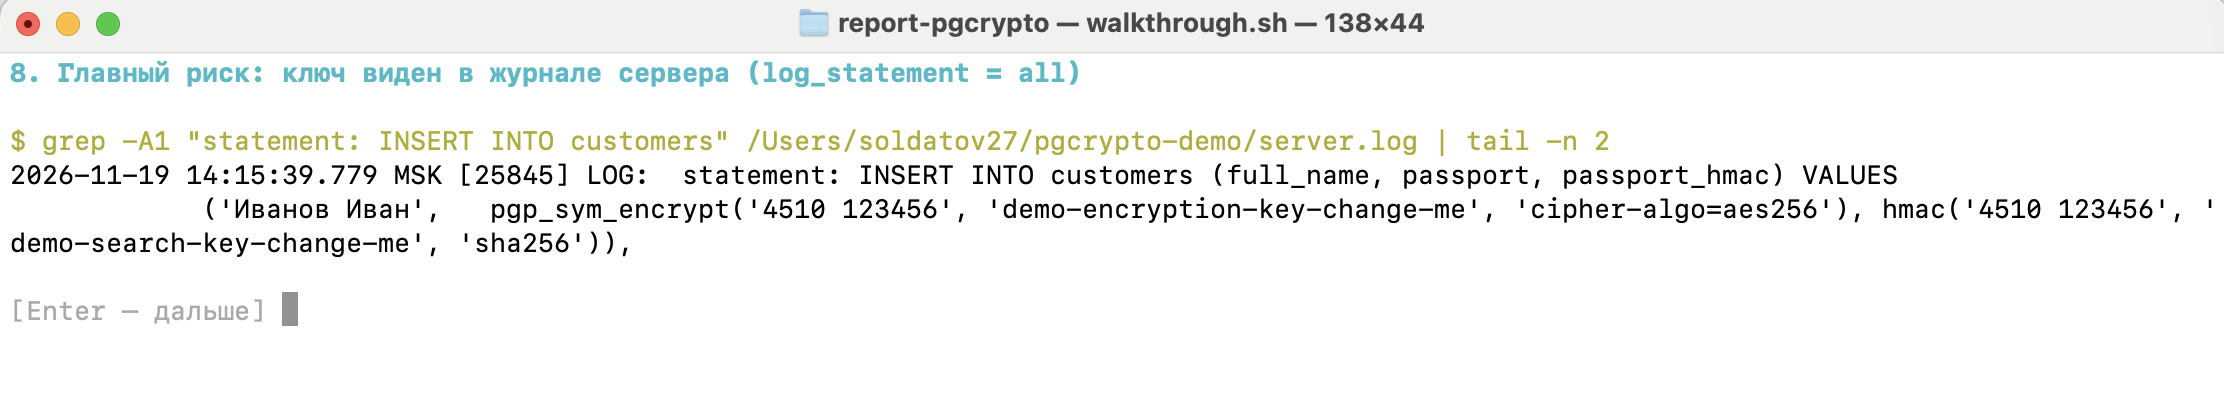 report-pgcrypto — walkthrough.sh — 138×44
8. Главный риск: ключ виден в журнале сервера (log_statement = all)
$ grep -A1 "statement: INSERT INTO customers" /Users/soldatov27/pgcrypto-demo/server.log | tail -n 2
2026-11-19 14:15:39.779 MSK [25845] LOG:  statement: INSERT INTO customers (full_name, passport, passport_hmac) VALUES
            ('Иванов Иван',   pgp_sym_encrypt('4510 123456', 'demo-encryption-key-change-me', 'cipher-algo=aes256'), hmac('4510 123456', '
demo-search-key-change-me', 'sha256')),
[Enter — дальше]